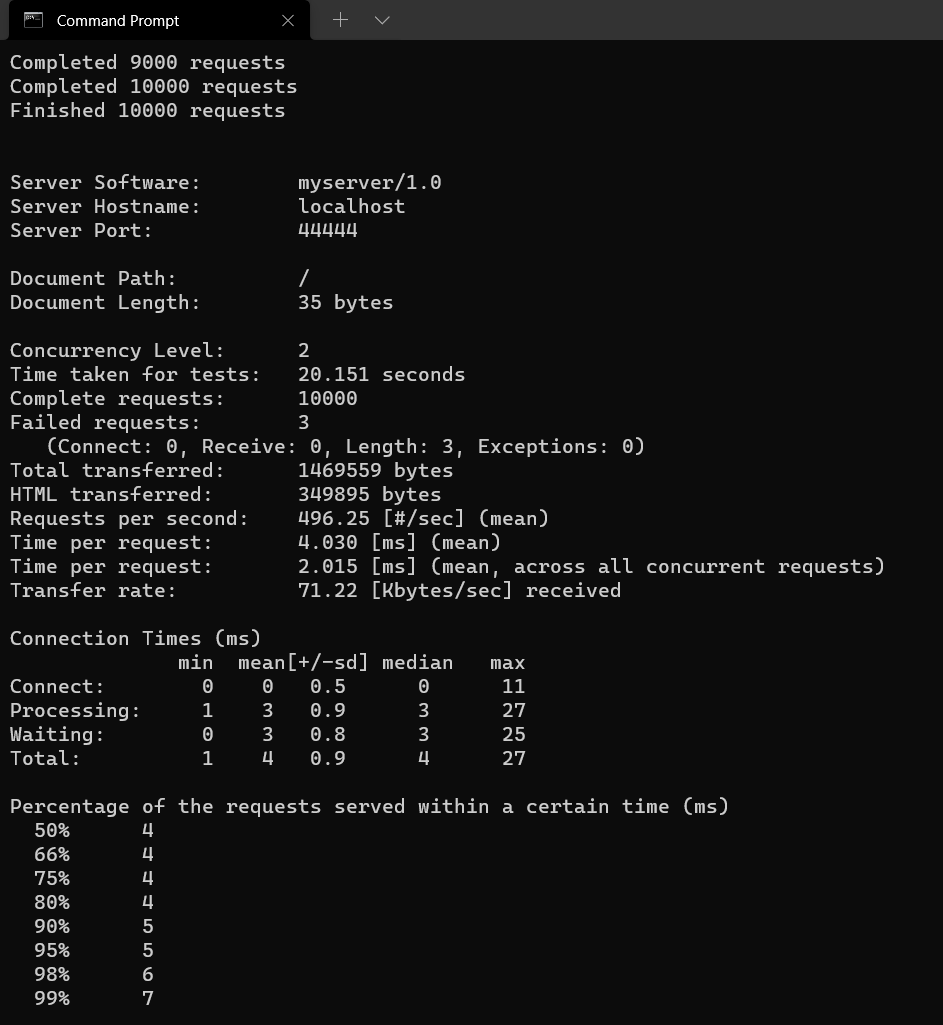 Command Prompt
Completed 9000 requests
Completed 10000 requests
Finished 10000 requests
Server Software:        myserver/1.0
Server Hostname:        localhost
Server Port:            44444
Document Path:          /
Document Length:        35 bytes
Concurrency Level:      2
Time taken for tests:   20.151 seconds
Complete requests:      10000
Failed requests:        3
   (Connect: 0, Receive: 0, Length: 3, Exceptions: 0)
Total transferred:      1469559 bytes
HTML transferred:       349895 bytes
Requests per second:    496.25 [#/sec] (mean)
Time per request:       4.030 [ms] (mean)
Time per request:       2.015 [ms] (mean, across all concurrent requests)
Transfer rate:          71.22 [Kbytes/sec] received
Connection Times (ms)
              min  mean[+/-sd] median   max
Connect:        0    0   0.5      0      11
Processing:     1    3   0.9      3      27
Waiting:        0    3   0.8      3      25
Total:          1    4   0.9      4      27
Percentage of the requests served within a certain time (ms)
  50%      4
  66%      4
  75%      4
  80%      4
  90%      5
  95%      5
  98%      6
  99%      7